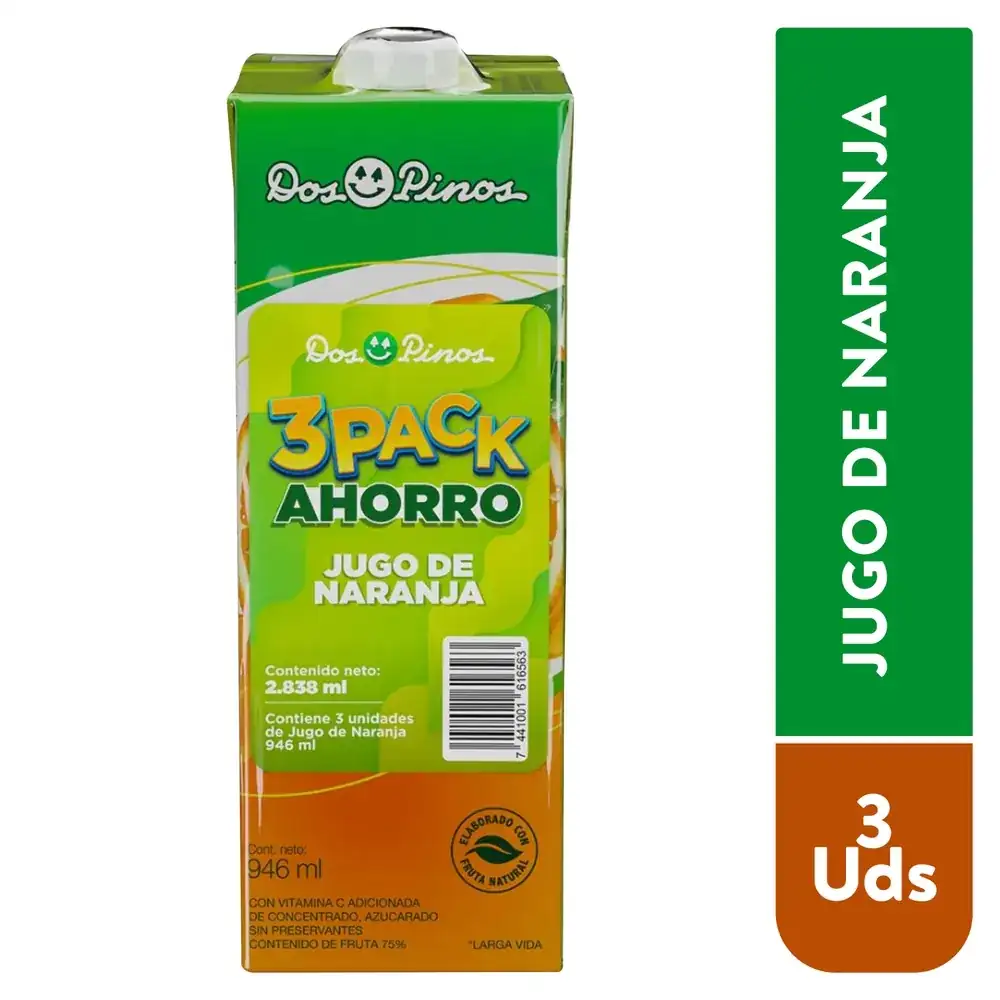 Dos Pinos
Dos Pinos
3PACK
AHORRO
JUGO DE
NARANJA
Contenido neto:
2.838 ml
Contiene 3 unidades
de Jugo de Naranja
946 ml
7 441001 616563
Cont. neto:
946 ml
ELABORADO CON
FRUTA NATURAL
CON VITAMINA C ADICIONADA
DE CONCENTRADO, AZUCARADO
SIN PRESERVANTES
CONTENIDO DE FRUTA 75%
*LARGA VIDA
JUGO DE NARANJA
3
Uds